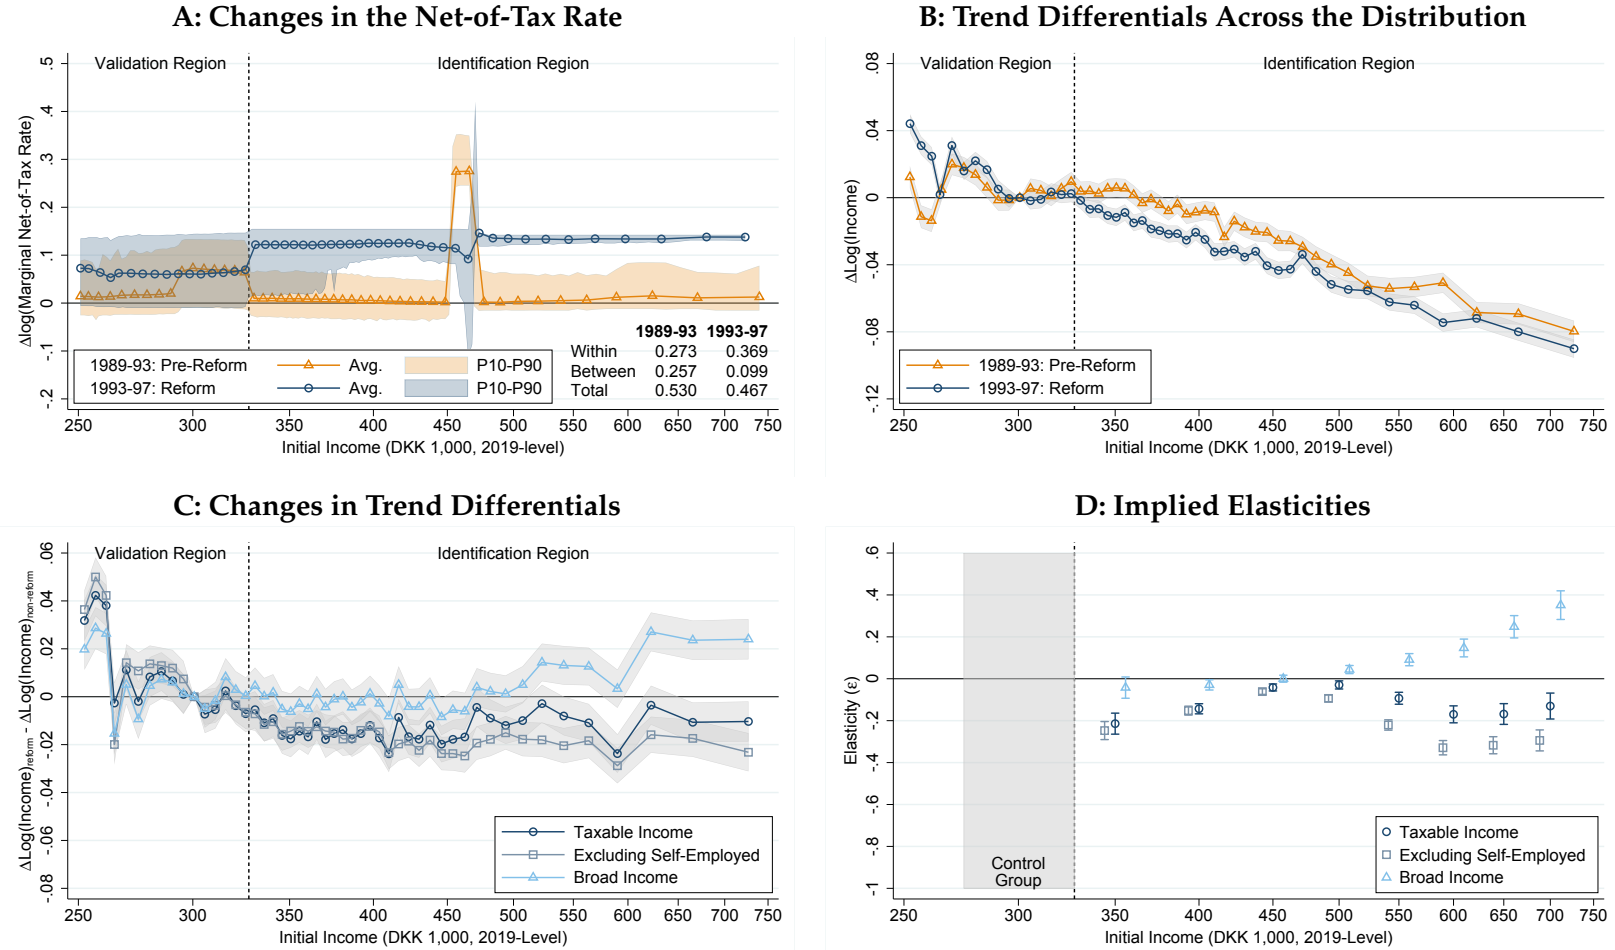 A: Changes in the Net-of-Tax Rate
Validation Region
Identification Region
Δlog(Marginal Net-of-Tax Rate)
.5
.4
.3
.2
.1
0
-.1
-.2
1989-93 1993-97
Within 0.273 0.369
Between 0.257 0.099
Total 0.530 0.467
1989-93: Pre-Reform Avg. P10-P90
1993-97: Reform Avg. P10-P90
250 300 350 400 450 500 550 600 650 700 750
Initial Income (DKK 1,000, 2019-level)
B: Trend Differentials Across the Distribution
Validation Region
Identification Region
ΔLog(Income)
.08
.04
0
-.04
-.08
-.12
1989-93: Pre-Reform
1993-97: Reform
250 300 350 400 450 500 550 600 650 700 750
Initial Income (DKK 1,000, 2019-Level)
C: Changes in Trend Differentials
Validation Region
Identification Region
ΔLog(Income)reform - ΔLog(Income)non-reform
.06
.04
.02
0
-.02
-.04
-.06
-.08
Taxable Income
Excluding Self-Employed
Broad Income
250 300 350 400 450 500 550 600 650 700 750
Initial Income (DKK 1,000, 2019-Level)
D: Implied Elasticities
Elasticity (ε)
.6
.4
.2
0
-.2
-.4
-.6
-.8
-1
Control
Group
Taxable Income
Excluding Self-Employed
Broad Income
250 300 350 400 450 500 550 600 650 700 750
Initial Income (DKK 1,000, 2019-Level)